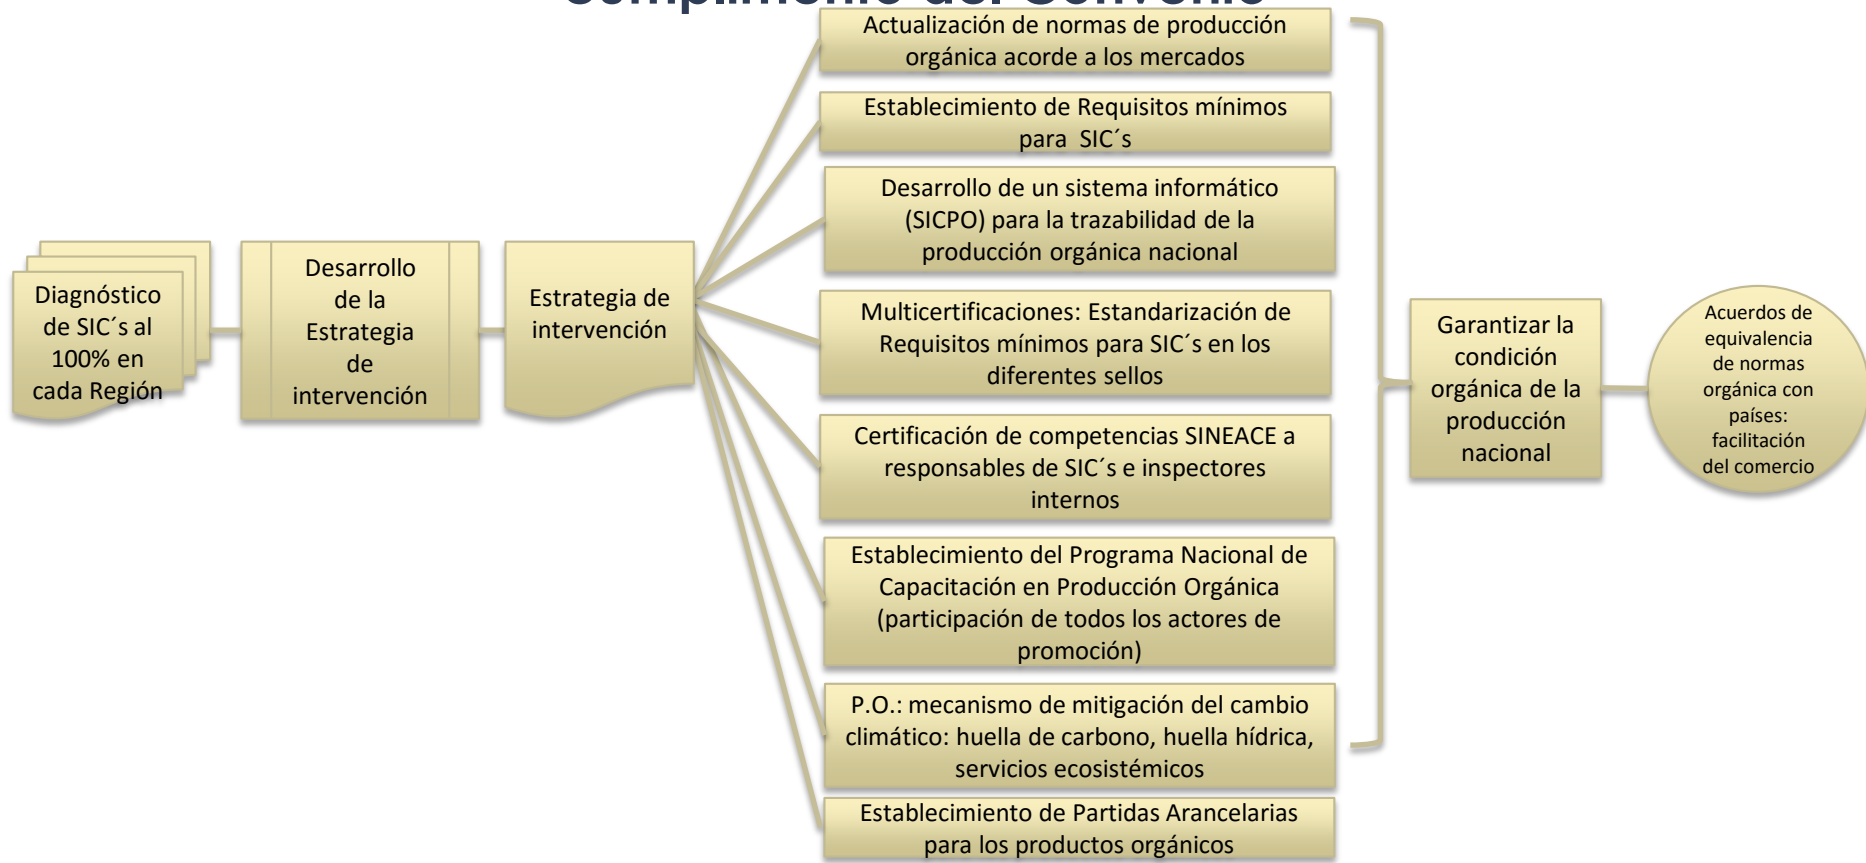 Cumplimento del Convenio
Actualización de normas de producción
orgánica acorde a los mercados
Establecimiento de Requisitos mínimos
para SIC´s
Desarrollo de un sistema informático
(SICPO) para la trazabilidad de la
producción orgánica nacional
Diagnóstico
de SIC´s al
100% en
cada Región
Desarrollo
de la
Estrategia
de
intervención
Estrategia de
intervención
Multicertificaciones: Estandarización de
Requisitos mínimos para SIC´s en los
diferentes sellos
Certificación de competencias SINEACE a
responsables de SIC´s e inspectores
internos
Establecimiento del Programa Nacional de
Capacitación en Producción Orgánica
(participación de todos los actores de
promoción)
P.O.: mecanismo de mitigación del cambio
climático: huella de carbono, huella hídrica,
servicios ecosistémicos
Establecimiento de Partidas Arancelarias
para los productos orgánicos
Garantizar la
condición
orgánica de la
producción
nacional
Acuerdos de
equivalencia
de normas
orgánica con
países:
facilitación
del comercio